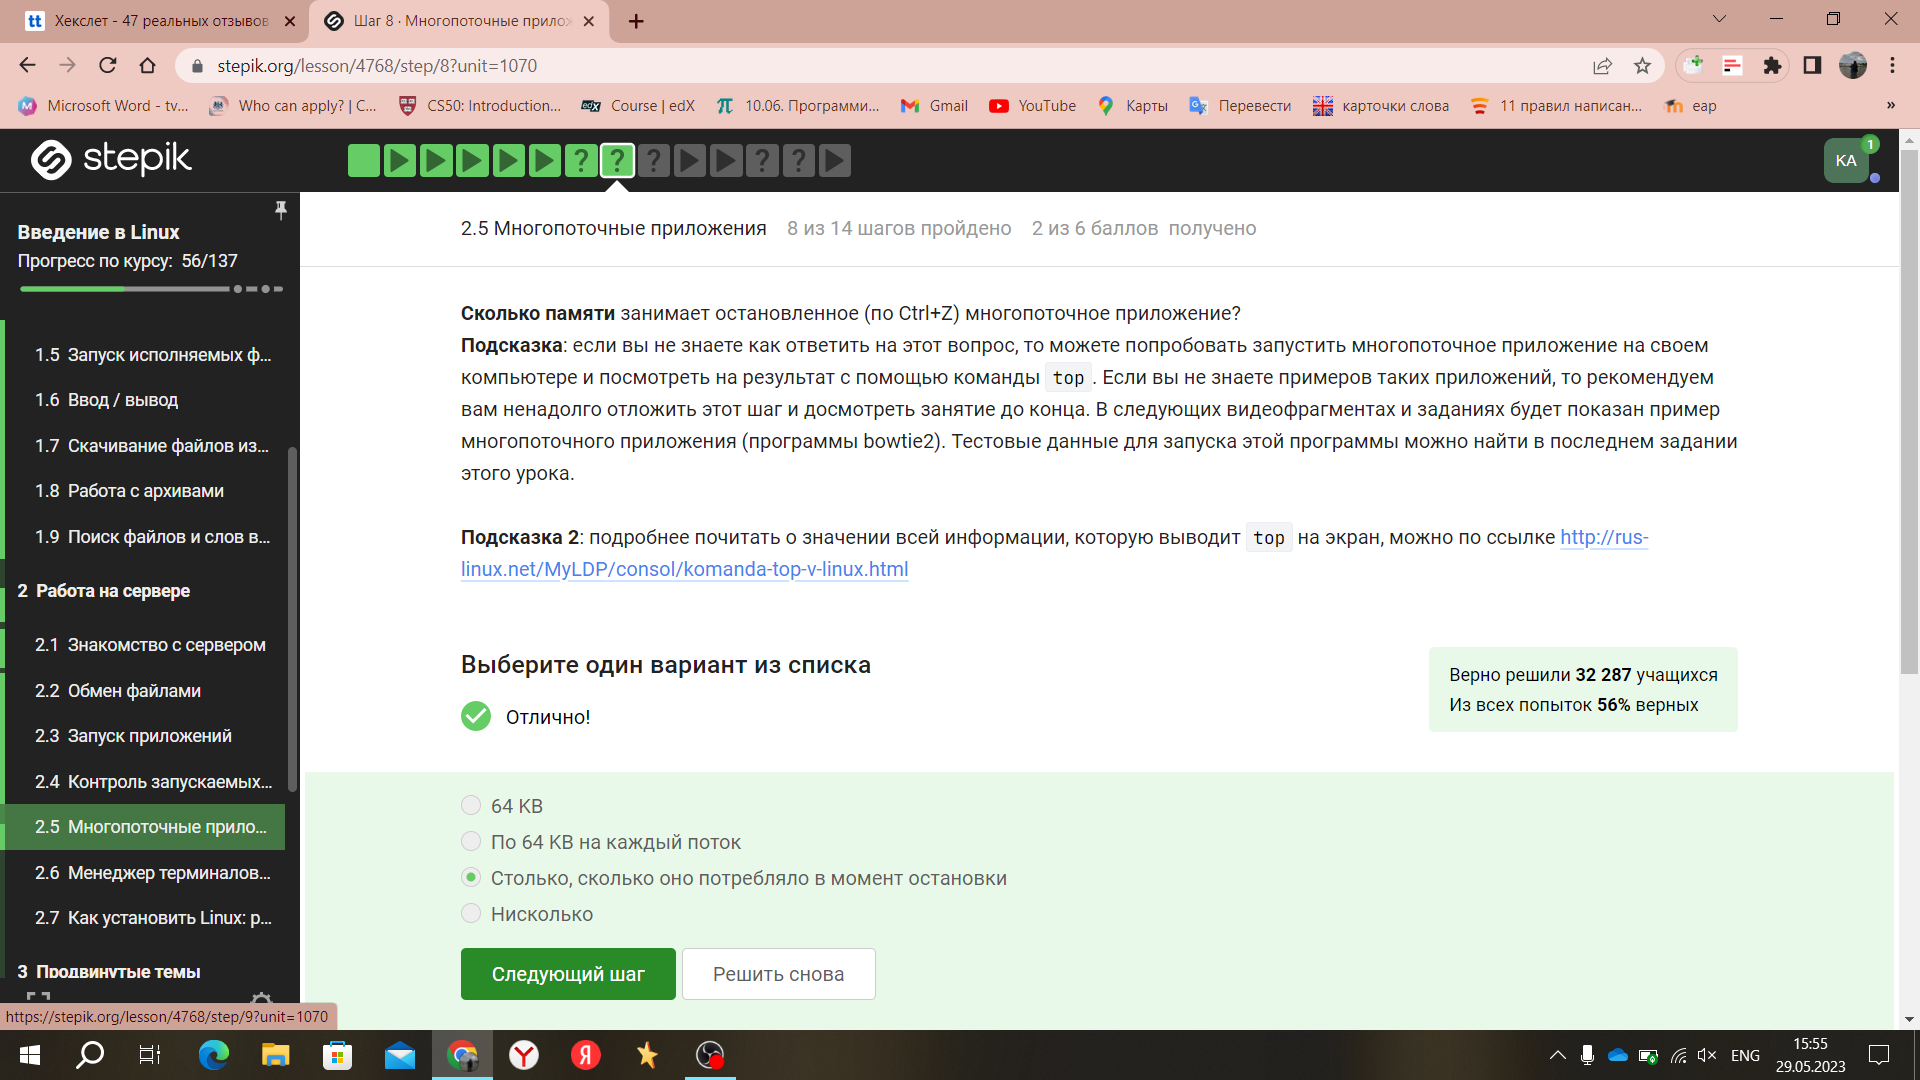 Хекслет - 47 реальных отзывов
Шаг 8 · Многопоточные прилож
stepik.org/lesson/4768/step/8?unit=1070
Microsoft Word - tv...
Who can apply? | C...
CS50: Introduction...
edX
Course | edX
10.06. Программи...
Gmail
YouTube
Карты
Перевести
карточки слова
11 правил написан...
eap
»
stepik
KA
1
Введение в Linux
Прогресс по курсу: 56/137
1.5 Запуск исполняемых ф...
1.6 Ввод / вывод
1.7 Скачивание файлов из...
1.8 Работа с архивами
1.9 Поиск файлов и слов в...
2 Работа на сервере
2.1 Знакомство с сервером
2.2 Обмен файлами
2.3 Запуск приложений
2.4 Контроль запускаемых...
2.5 Многопоточные прило...
2.6 Менеджер терминалов...
2.7 Как установить Linux: р...
3 Продвинутые темы
2.5 Многопоточные приложения 8 из 14 шагов пройдено 2 из 6 баллов получено
Сколько памяти занимает остановленное (по Ctrl+Z) многопоточное приложение?
Подсказка: если вы не знаете как ответить на этот вопрос, то можете попробовать запустить многопоточное приложение на своем
компьютере и посмотреть на результат с помощью команды top. Если вы не знаете примеров таких приложений, то рекомендуем
вам ненадолго отложить этот шаг и досмотреть занятие до конца. В следующих видеофрагментах и заданиях будет показан пример
многопоточного приложения (программы bowtie2). Тестовые данные для запуска этой программы можно найти в последнем задании
этого урока.
Подсказка 2: подробнее почитать о значении всей информации, которую выводит top на экран, можно по ссылке http://rus-
linux.net/MyLDP/consol/komanda-top-v-linux.html
Выберите один вариант из списка
Отлично!
Верно решили 32 287 учащихся
Из всех попыток 56% верных
64 KB
По 64 KB на каждый поток
Столько, сколько оно потребляло в момент остановки
Нисколько
Следующий шаг
Решить снова
https://stepik.org/lesson/4768/step/9?unit=1070
ENG
15:55
29.05.2023